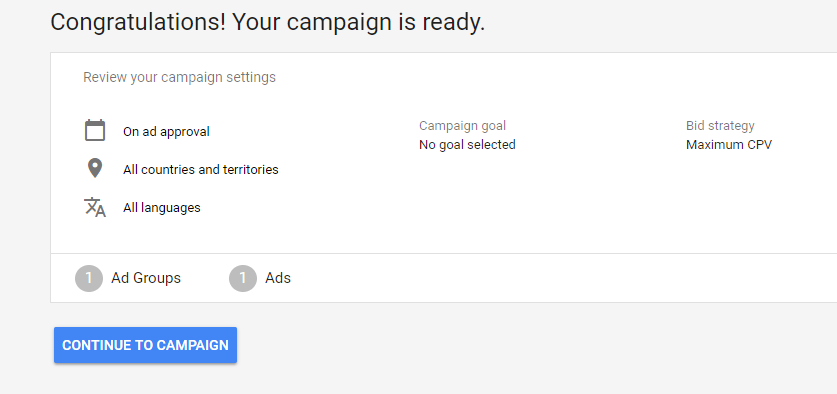 Congratulations! Your campaign is ready.
Review your campaign settings
On ad approval
All countries and territories
All languages
Campaign goal
No goal selected
Bid strategy
Maximum CPV
1 Ad Groups
1 Ads
CONTINUE TO CAMPAIGN